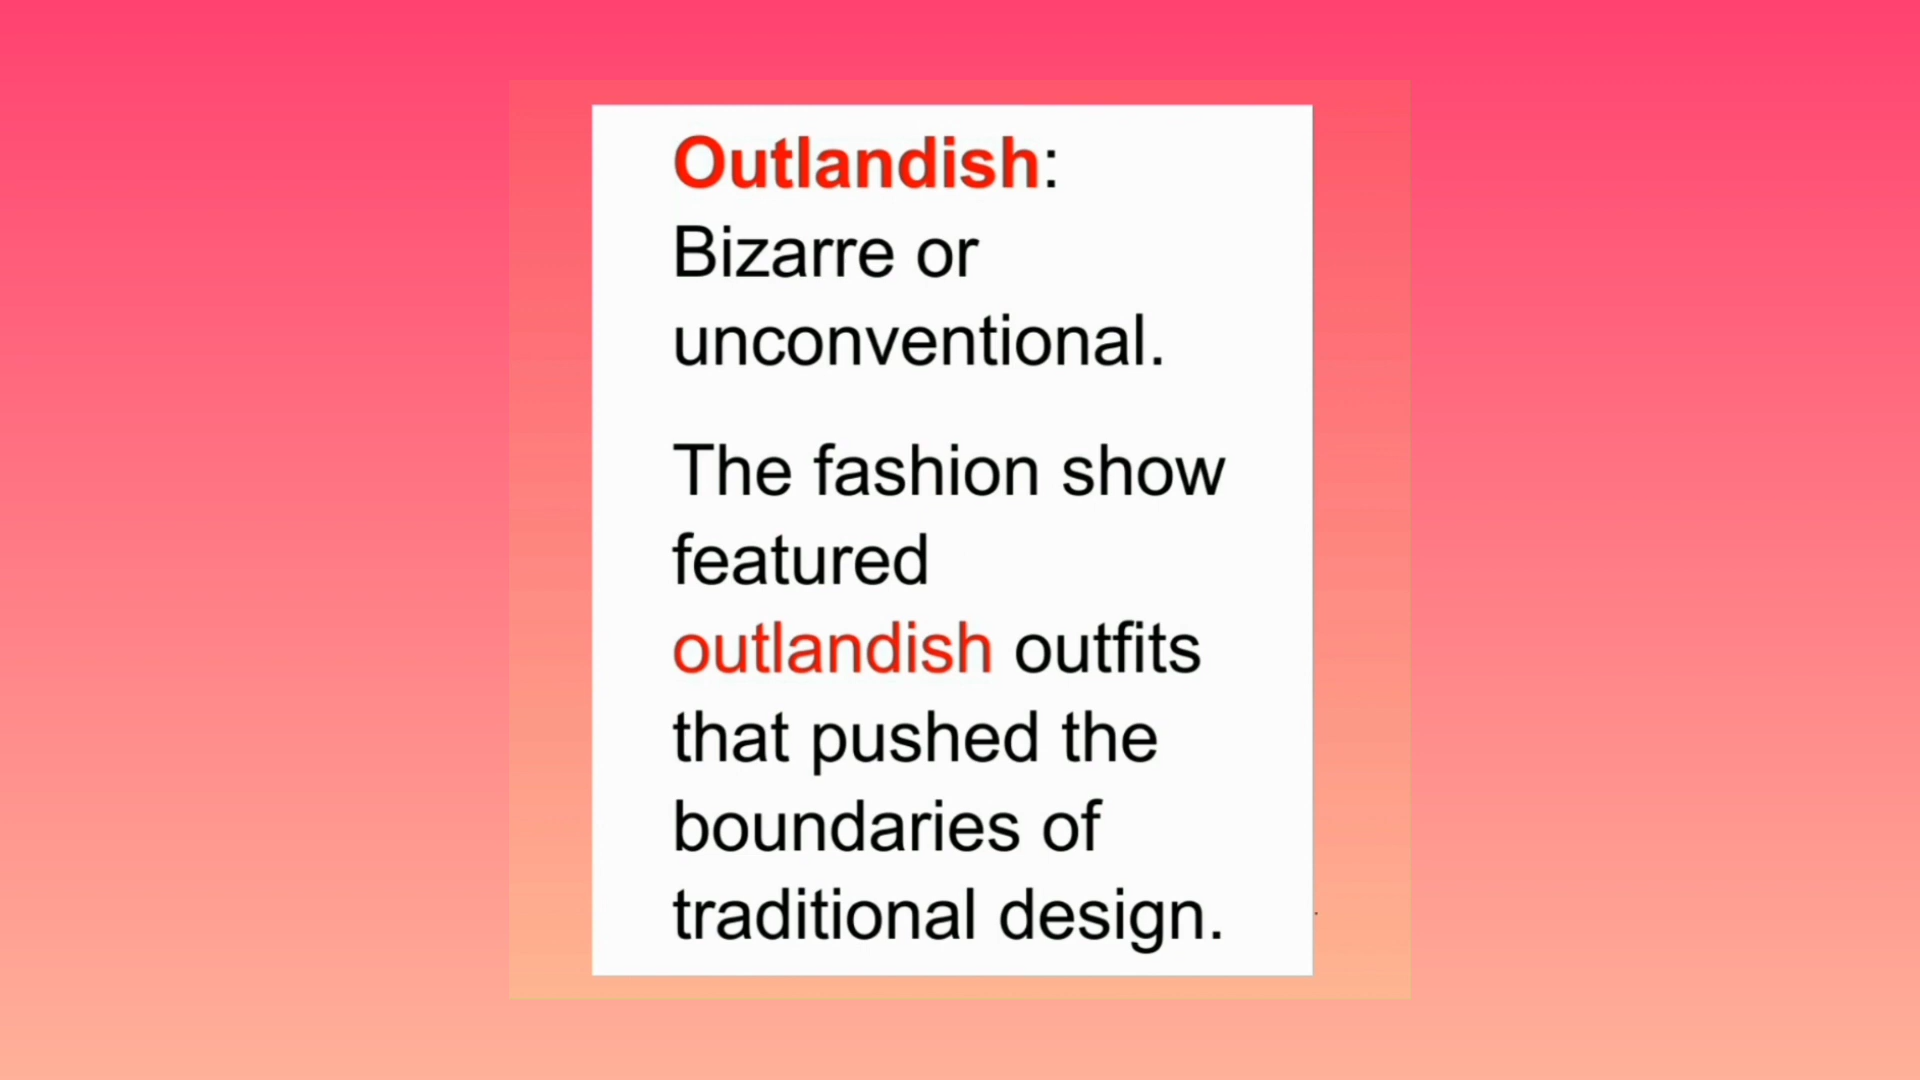 Outlandish:
Bizarre or
unconventional.
The fashion show
featured
outlandish outfits
that pushed the
boundaries of
traditional design.